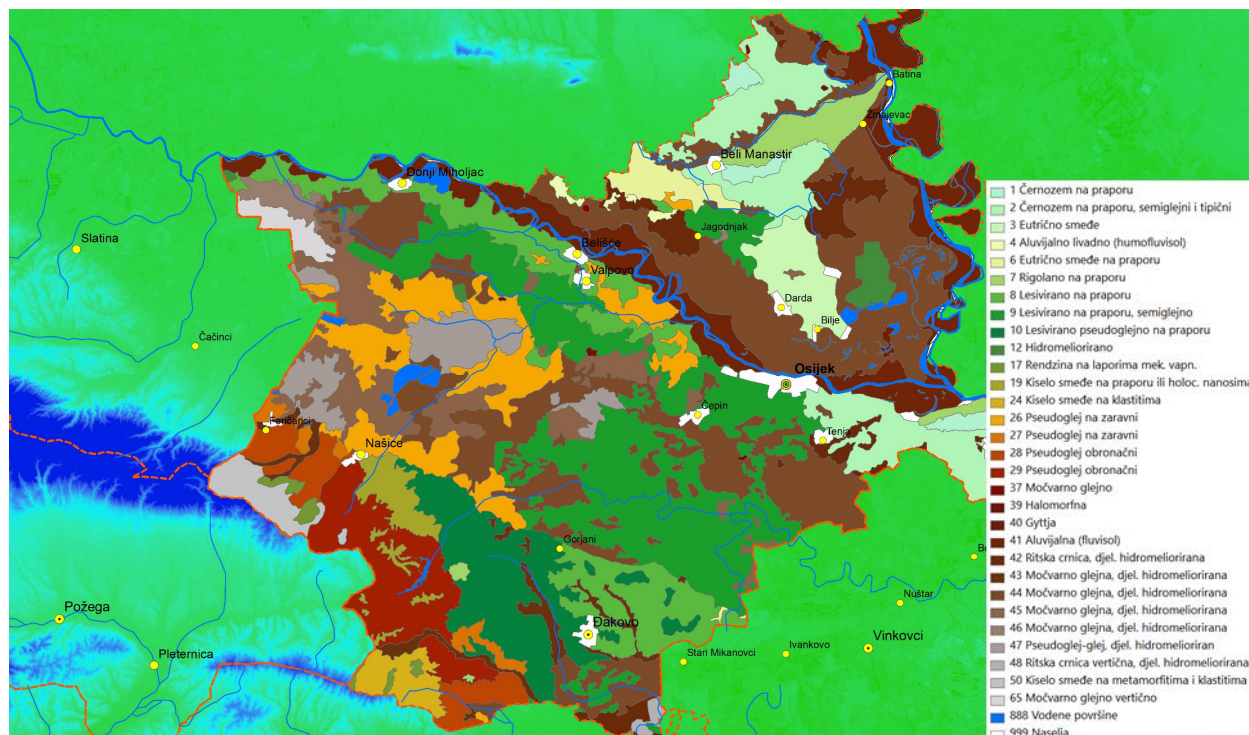 Batina
Žmajevac
Beli Manastir
Donji Miholjac
Slatina
Jagodnjak
Belišće
Valpovo
Darda
Bilje
Čačinci
Osijek
Čepin
Feričanci
Tenja
Našice
Gorjani
Nuštar
Požega
Đakovo
Vinkovci
Ivankovo
Stari Mikanovci
Pleternica
1 Černozem na praporu
2 Černozem na praporu, semiglejni i tipični
3 Eutrično smeđe
4 Aluvijalno livadno (humofluvisol)
6 Eutrično smeđe na praporu
7 Rigolano na praporu
8 Lesivirano na praporu
9 Lesivirano na praporu, semiglejno
10 Lesivirano pseudoglejno na praporu
12 Hidromeliorirano
17 Rendzina na laporima mek. vapn.
19 Kiselo smeđe na praporu ili holoc. nanosima
24 Kiselo smeđe na klastitima
26 Pseudoglej na zaravni
27 Pseudoglej na zaravni
28 Pseudoglej obronačni
29 Pseudoglej obronačni
37 Močvarno glejno
39 Halomorfna
40 Gyttja
41 Aluvijalna (fluvisol)
42 Ritska crnica, djel. hidromeliorirana
43 Močvarno glejna, djel. hidromeliorirana
44 Močvarno glejna, djel. hidromeliorirana
45 Močvarno glejna, djel. hidromeliorirana
46 Močvarno glejna, djel. hidromeliorirana
47 Pseudoglej-glej, djel. hidromelioriran
48 Ritska crnica vertična, djel. hidromeliorirana
50 Kiselo smeđe na metamorfitima i klastitima
65 Močvarno glejno vertično
888 Vodene površine
999 Naselja